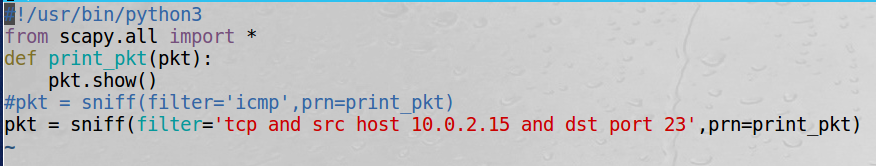 #!/usr/bin/python3
from scapy.all import *
def print_pkt(pkt):
    pkt.show()
#pkt = sniff(filter='icmp',prn=print_pkt)
pkt = sniff(filter='tcp and src host 10.0.2.15 and dst port 23',prn=print_pkt)
~